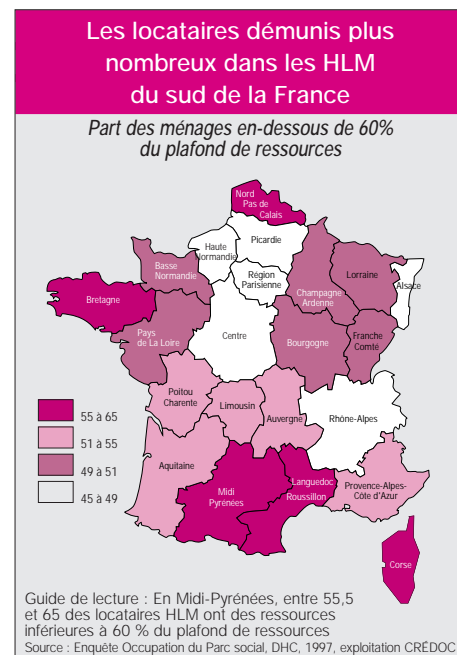 Les locataires démunis plus
nombreux dans les HLM
du sud de la France
Part des ménages en-dessous de 60%
du plafond de ressources
Nord
Pas de
Calais
Picardie
Haute
Normandie
Basse
Normandie
Région
Parisienne
Champagne
Ardenne
Lorraine
Alsace
Bretagne
Pays
de La Loire
Centre
Bourgogne
Franche
Comté
Poitou
Charente
Limousin
Auvergne
Rhône-Alpes
Aquitaine
Midi
Pyrénées
Languedoc
Roussillon
Provence-Alpes-
Côte d'Azur
Corse
55 à 65
51 à 55
49 à 51
45 à 49
Guide de lecture : En Midi-Pyrénées, entre 55,5
et 65 des locataires HLM ont des ressources
inférieures à 60 % du plafond de ressources
Source : Enquête Occupation du Parc social, DHC, 1997, exploitation CRÉDOC